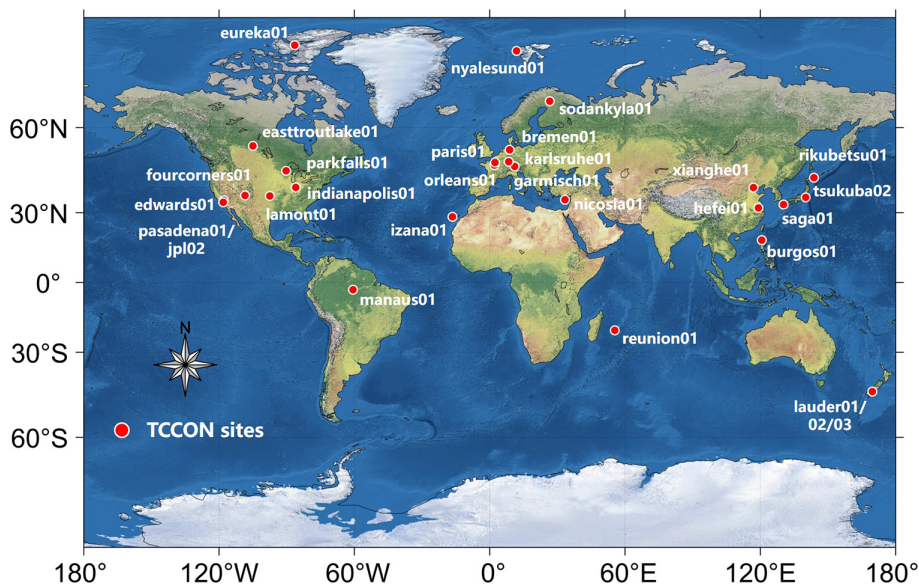 eureka01
nyalesund01
sodankyla01
60°N
easttroutlake01
bremen01
paris01
karlsruhe01
rikubetsu01
parkfalls01
xianghe01
fourcorners01
orleans01
garmisch01
tsukuba02
indianapolis01
edwards01
nicosia01
hefei01
30°N
lamont01
saga01
izana01
pasadena01/
jpl02
burgos01
0°
manaus01
N
reunion01
30°S
lauder01/
02/03
TCCON sites
60°S
180°
120°W
60°W
0°
60°E
120°E
180°